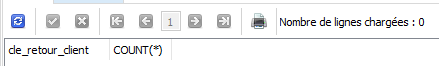 1 Nombre de lignes chargées : 0
cle_retour_client COUNT(*)